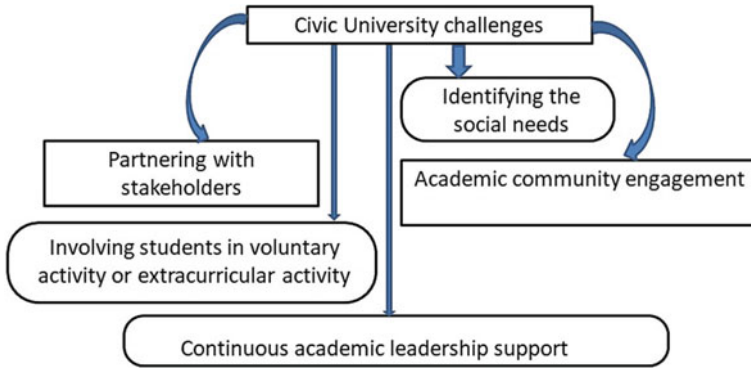 Civic University challenges
Identifying the
social needs
Partnering with
stakeholders
Academic community engagement
Involving students in voluntary
activity or extracurricular activity
Continuous academic leadership support